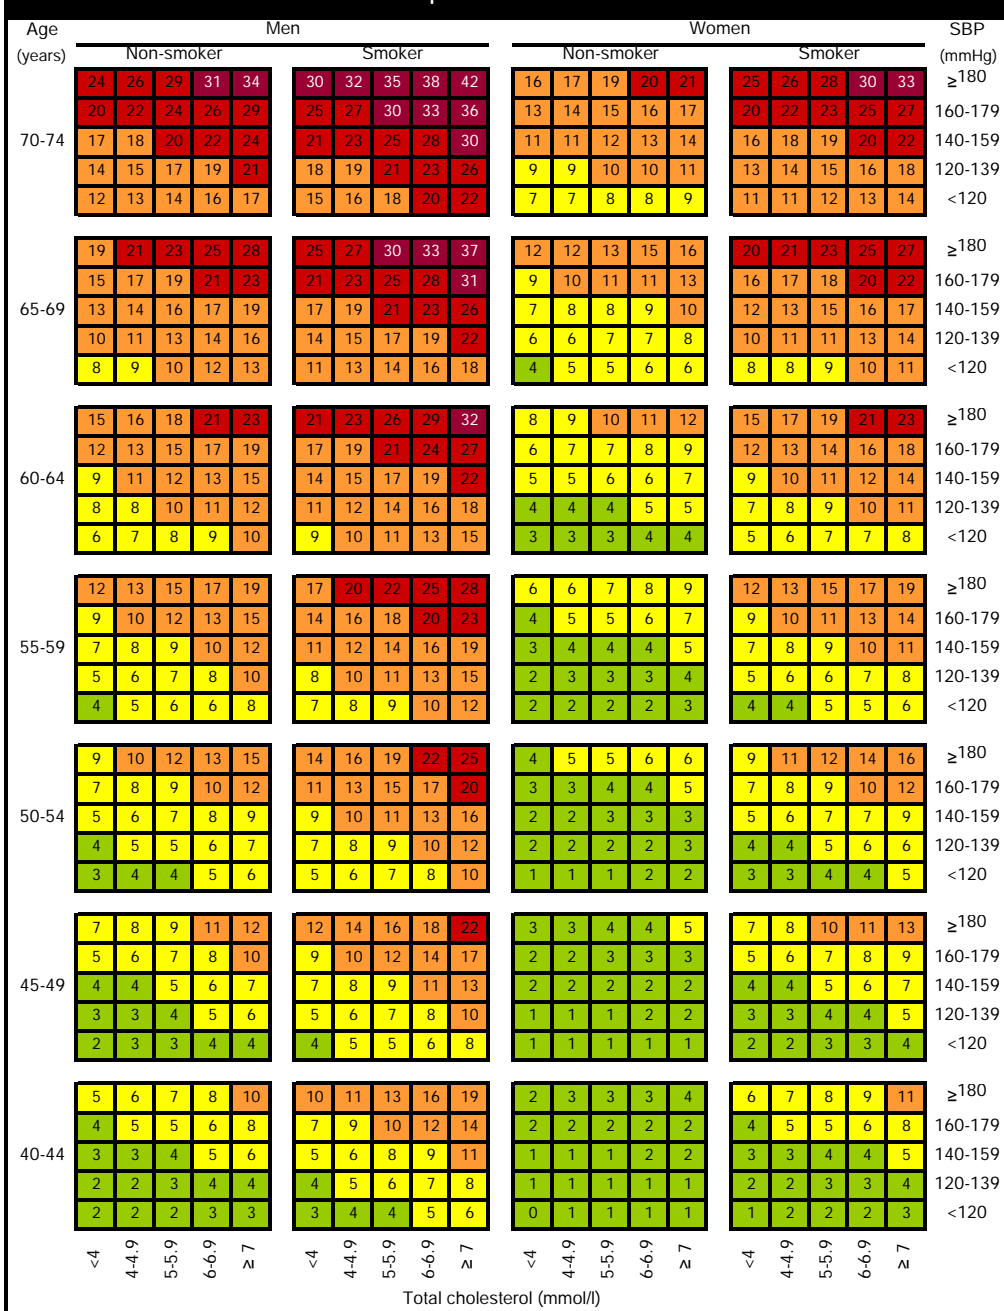 Age Men Women SBP
(years) Non-smoker Smoker Non-smoker Smoker (mmHg)
24 26 29 31 34 30 32 35 38 42 16 17 19 20 21 25 26 28 30 33 ≥180
20 22 24 26 29 25 27 30 33 36 13 14 15 16 17 20 22 23 25 27 160-179
70-74 17 18 20 22 24 21 23 25 28 30 11 11 12 13 14 16 18 19 20 22 140-159
14 15 17 19 21 18 19 21 23 26 9 9 10 10 11 13 14 15 16 18 120-139
12 13 14 16 17 15 16 18 20 22 7 7 8 8 9 11 11 12 13 14 <120
19 21 23 25 28 25 27 30 33 37 12 12 13 15 16 20 21 23 25 27 ≥180
15 17 19 21 23 21 23 25 28 31 9 10 11 11 13 16 17 18 20 22 160-179
65-69 13 14 16 17 19 17 19 21 23 26 7 8 8 9 10 12 13 15 16 17 140-159
10 11 13 14 16 14 15 17 19 22 6 6 7 7 8 10 11 11 13 14 120-139
8 9 10 12 13 11 13 14 16 18 4 5 5 6 6 8 8 9 10 11 <120
15 16 18 21 23 21 23 26 29 32 8 9 10 11 12 15 17 19 21 23 ≥180
12 13 15 17 19 17 19 21 24 27 6 7 7 8 9 12 13 14 16 18 160-179
60-64 9 11 12 13 15 14 15 17 19 22 5 5 6 6 7 9 10 11 12 14 140-159
8 8 10 11 12 11 12 14 16 18 4 4 4 5 5 7 8 9 10 11 120-139
6 7 8 9 10 9 10 11 13 15 3 3 3 4 4 5 6 7 7 8 <120
12 13 15 17 19 17 20 22 25 28 6 6 7 8 9 12 13 15 17 19 ≥180
9 10 12 13 15 14 16 18 20 23 4 5 5 6 7 9 10 11 13 14 160-179
55-59 7 8 9 10 12 11 12 14 16 19 3 4 4 4 5 7 8 9 10 11 140-159
5 6 7 8 10 8 10 11 13 15 2 3 3 3 4 5 6 6 7 8 120-139
4 5 6 6 8 7 8 9 10 12 2 2 2 2 3 4 4 5 5 6 <120
9 10 12 13 15 14 16 19 22 25 4 5 5 6 6 9 11 12 14 16 ≥180
7 8 9 10 12 11 13 15 17 20 3 3 4 4 5 7 8 9 10 12 160-179
50-54 5 6 7 8 9 9 10 11 13 16 2 2 3 3 3 5 6 7 7 9 140-159
4 5 5 6 7 7 8 9 10 12 2 2 2 2 3 4 4 5 6 6 120-139
3 4 4 5 6 5 6 7 8 10 1 1 1 2 2 3 3 4 4 5 <120
7 8 9 11 12 12 14 16 18 22 3 3 4 4 5 7 8 10 11 13 ≥180
5 6 7 8 10 9 10 12 14 17 2 2 3 3 3 5 6 7 8 9 160-179
45-49 4 4 5 6 7 7 8 9 11 13 2 2 2 2 2 4 4 5 6 7 140-159
3 3 4 5 6 5 6 7 8 10 1 1 1 2 2 3 3 4 4 5 120-139
2 3 3 4 4 4 5 5 6 8 1 1 1 1 1 2 2 3 3 4 <120
5 6 7 8 10 10 11 13 16 19 2 3 3 3 4 6 7 8 9 11 ≥180
4 5 5 6 8 7 9 10 12 14 2 2 2 2 2 4 5 5 6 8 160-179
40-44 3 3 4 5 6 5 6 8 9 11 1 1 1 2 2 3 3 4 4 5 140-159
2 2 3 4 4 4 5 6 7 8 1 1 1 1 1 2 2 3 3 4 120-139
2 2 2 3 3 3 4 4 5 6 0 1 1 1 1 1 2 2 2 3 <120
<4 4-4.9 5-5.9 6-6.9 ≥ 7 <4 4-4.9 5-5.9 6-6.9 ≥ 7 <4 4-4.9 5-5.9 6-6.9 ≥ 7 <4 4-4.9 5-5.9 6-6.9 ≥ 7
Total cholesterol (mmol/l)